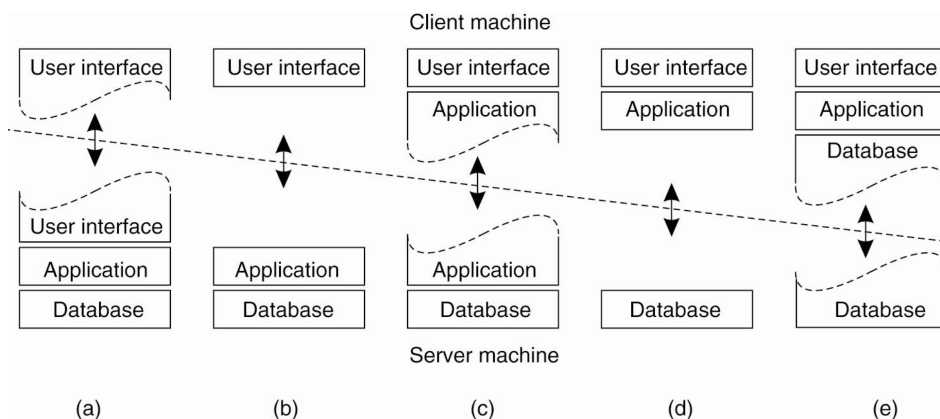 Client machine
User interface
User interface
User interface
User interface
User interface
Application
Application
Application
Database
User interface
Application
Application
Application
Database
Database
Database
Database
Database
Server machine
(a)
(b)
(c)
(d)
(e)